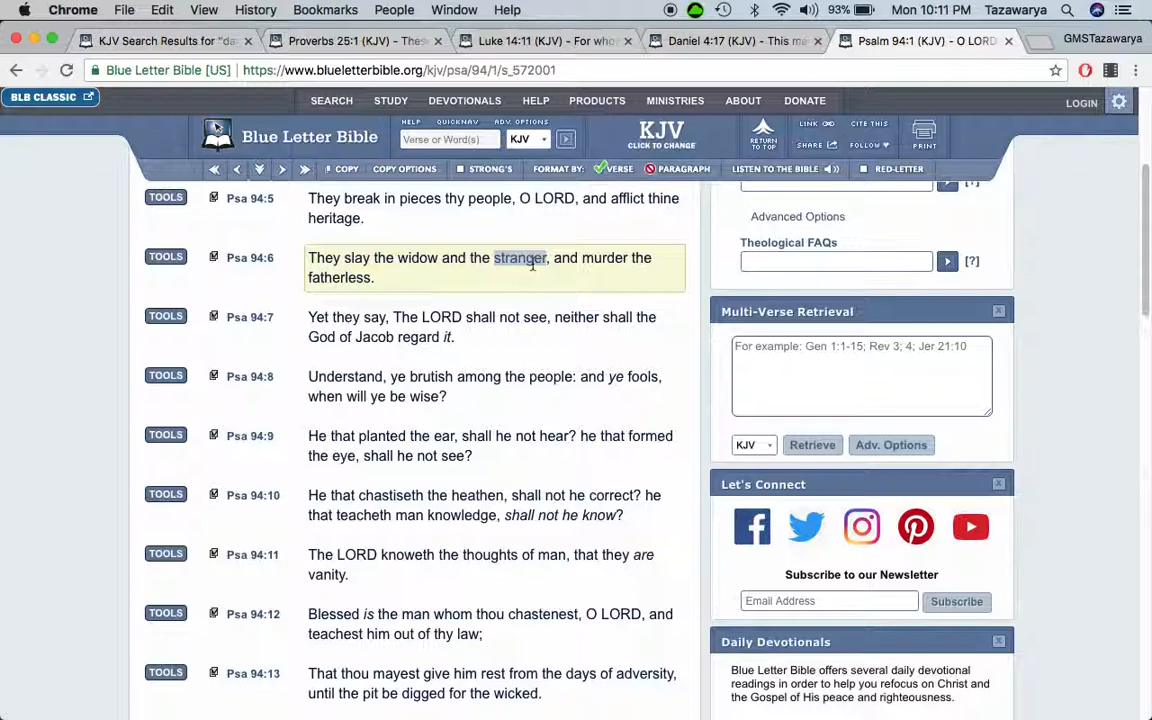 Chrome File Edit View History Bookmarks People Window Help 93% Mon 10:11 PM Tazawarya
KJV Search Results for "da Proverbs 25:1 (KJV) - Thes Luke 14:11 (KJV) - For who Daniel 4:17 (KJV) - This ma Psalm 94:1 (KJV) - O LORD GMSTazawarya
Blue Letter Bible [US] https://www.blueletterbible.org/kjv/psa/94/1/s_572001
BLB CLASSIC
SEARCH STUDY DEVOTIONALS HELP PRODUCTS MINISTRIES ABOUT DONATE LOGIN
HELP QUICKNAV ADV. OPTIONS
Blue Letter Bible Verse or Word(s) KJV
KJV
CLICK TO CHANGE
RETURN
TO TOP
LINK CITE THIS
SHARE FOLLOW
PRINT
COPY COPY OPTIONS STRONG'S FORMAT BY: VERSE PARAGRAPH LISTEN TO THE BIBLE RED-LETTER
TOOLS Psa 94:5 They break in pieces thy people, O LORD, and afflict thine
heritage.
TOOLS Psa 94:6 They slay the widow and the stranger, and murder the
fatherless.
TOOLS Psa 94:7 Yet they say, The LORD shall not see, neither shall the
God of Jacob regard it.
TOOLS Psa 94:8 Understand, ye brutish among the people: and ye fools,
when will ye be wise?
TOOLS Psa 94:9 He that planted the ear, shall he not hear? he that formed
the eye, shall he not see?
TOOLS Psa 94:10 He that chastiseth the heathen, shall not he correct? he
that teacheth man knowledge, shall not he know?
TOOLS Psa 94:11 The LORD knoweth the thoughts of man, that they are
vanity.
TOOLS Psa 94:12 Blessed is the man whom thou chastenest, O LORD, and
teachest him out of thy law;
TOOLS Psa 94:13 That thou mayest give him rest from the days of adversity,
until the pit be digged for the wicked.
[?]
Advanced Options
Theological FAQs
[?]
Multi-Verse Retrieval
For example: Gen 1:1-15; Rev 3; 4; Jer 21:10
KJV Retrieve Adv. Options
Let's Connect
Subscribe to our Newsletter
Email Address Subscribe
Daily Devotionals
Blue Letter Bible offers several daily devotional
readings in order to help you refocus on Christ and
the Gospel of His peace and righteousness.